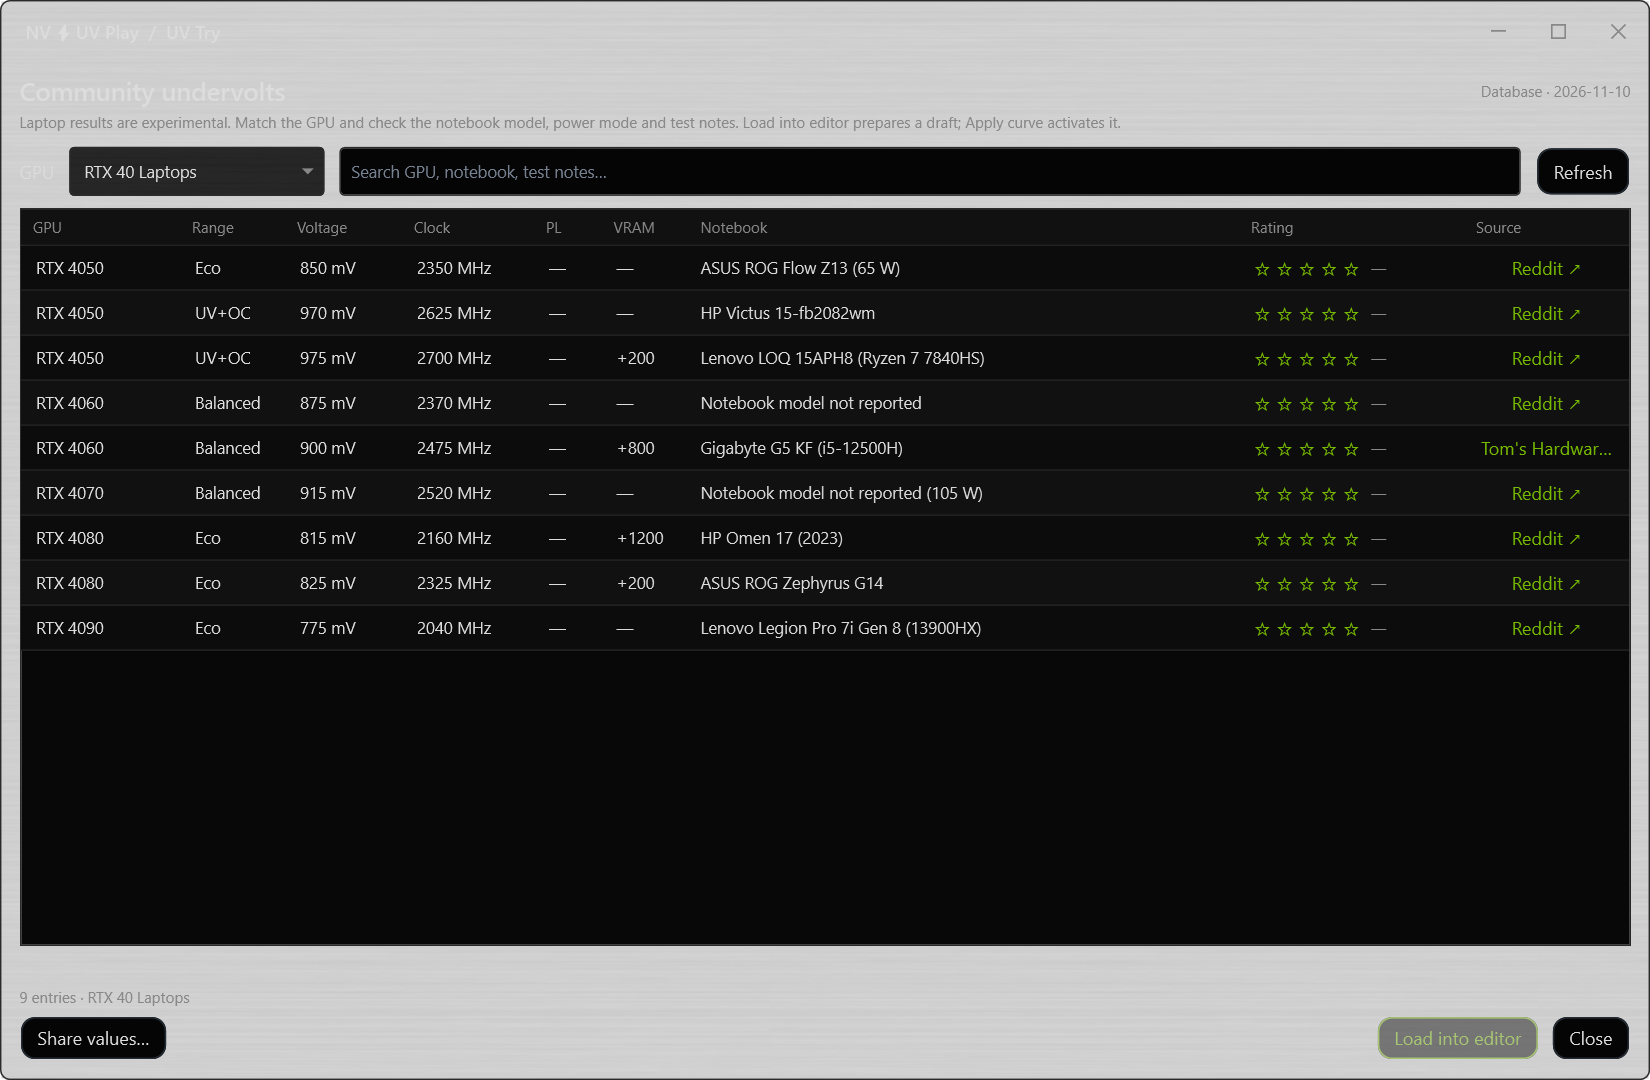 NV⚡UV Play / UV Try
Community undervolts
Database · 2026-11-10
Laptop results are experimental. Match the GPU and check the notebook model, power mode and test notes. Load into editor prepares a draft; Apply curve activates it.
GPU RTX 40 Laptops Search GPU, notebook, test notes... Refresh
GPU Range Voltage Clock PL VRAM Notebook Rating Source
RTX 4050 Eco 850 mV 2350 MHz — — ASUS ROG Flow Z13 (65 W) ☆ ☆ ☆ ☆ ☆ — Reddit ↗
RTX 4050 UV+OC 970 mV 2625 MHz — — HP Victus 15-fb2082wm ☆ ☆ ☆ ☆ ☆ — Reddit ↗
RTX 4050 UV+OC 975 mV 2700 MHz — +200 Lenovo LOQ 15APH8 (Ryzen 7 7840HS) ☆ ☆ ☆ ☆ ☆ — Reddit ↗
RTX 4060 Balanced 875 mV 2370 MHz — — Notebook model not reported ☆ ☆ ☆ ☆ ☆ — Reddit ↗
RTX 4060 Balanced 900 mV 2475 MHz — +800 Gigabyte G5 KF (i5-12500H) ☆ ☆ ☆ ☆ ☆ — Tom's Hardwar...
RTX 4070 Balanced 915 mV 2520 MHz — — Notebook model not reported (105 W) ☆ ☆ ☆ ☆ ☆ — Reddit ↗
RTX 4080 Eco 815 mV 2160 MHz — +1200 HP Omen 17 (2023) ☆ ☆ ☆ ☆ ☆ — Reddit ↗
RTX 4080 Eco 825 mV 2325 MHz — +200 ASUS ROG Zephyrus G14 ☆ ☆ ☆ ☆ ☆ — Reddit ↗
RTX 4090 Eco 775 mV 2040 MHz — — Lenovo Legion Pro 7i Gen 8 (13900HX) ☆ ☆ ☆ ☆ ☆ — Reddit ↗
9 entries · RTX 40 Laptops
Share values... Load into editor Close